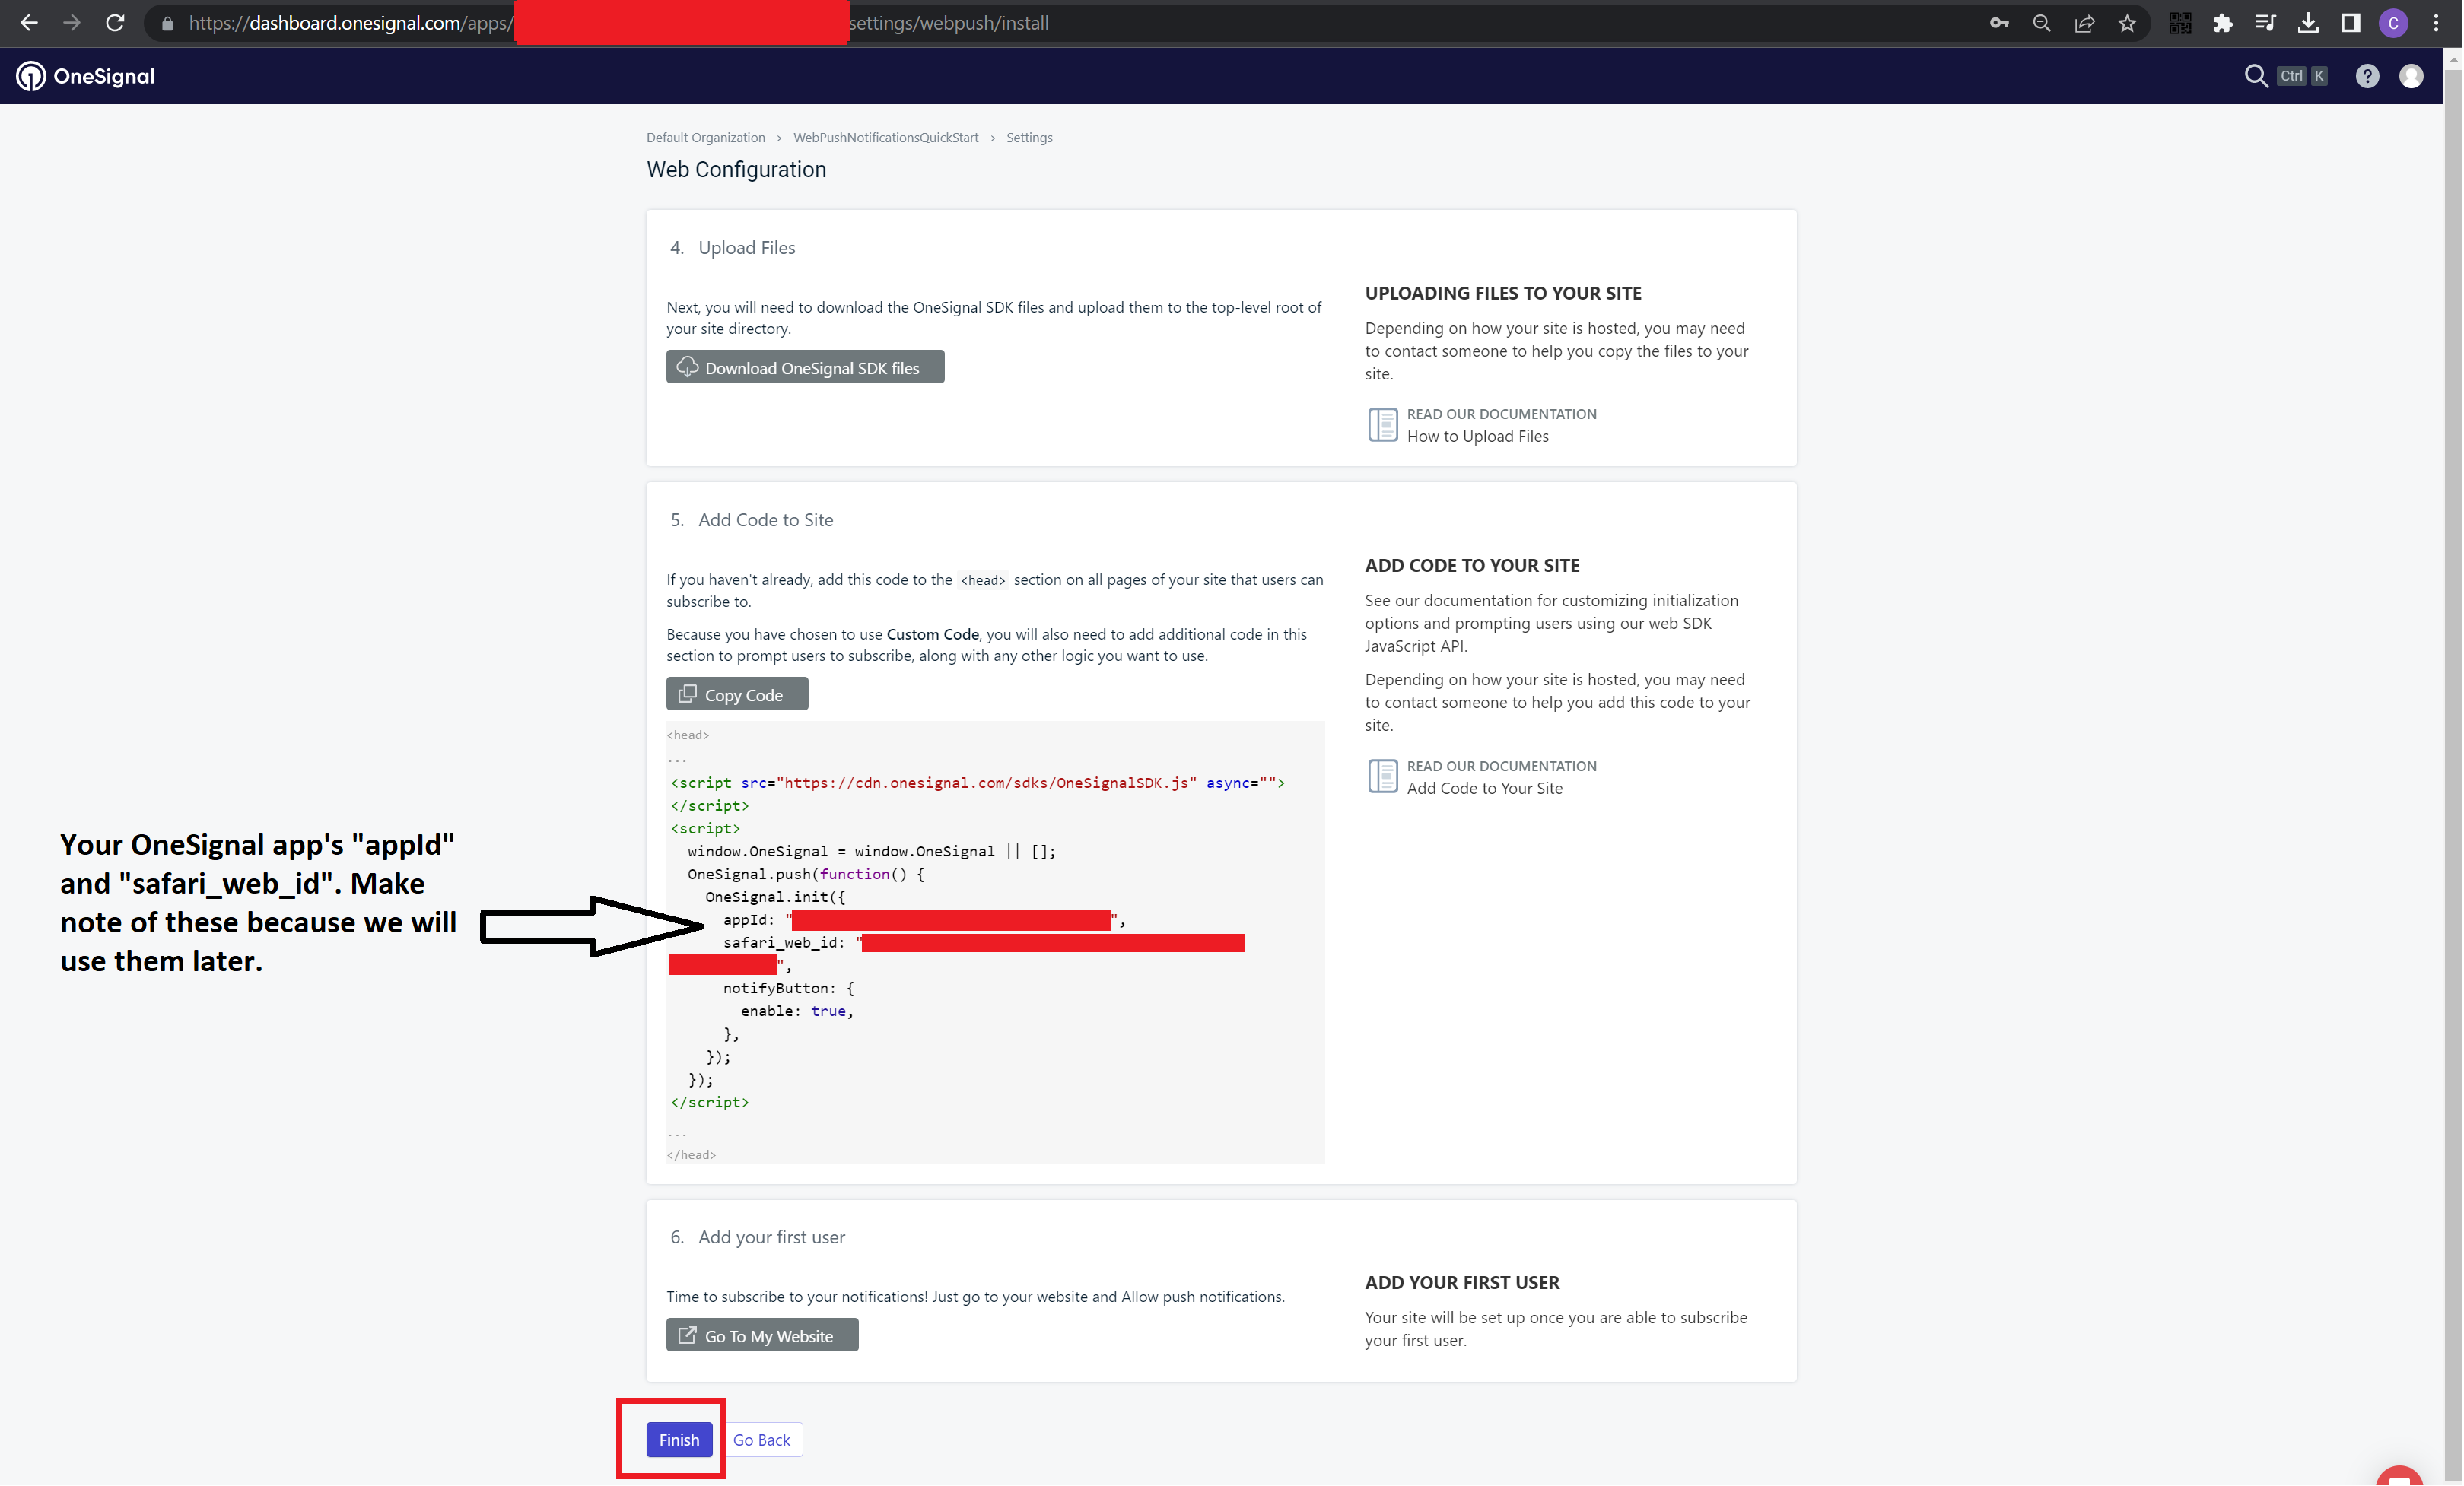 https://dashboard.onesignal.com/apps/
settings/webpush/install
C
OneSignal
Ctrl K
?
Default Organization > WebPushNotificationsQuickStart > Settings
Web Configuration
4. Upload Files
Next, you will need to download the OneSignal SDK files and upload them to the top-level root of
your site directory.
Download OneSignal SDK files
UPLOADING FILES TO YOUR SITE
Depending on how your site is hosted, you may need
to contact someone to help you copy the files to your
site.
READ OUR DOCUMENTATION
How to Upload Files
5. Add Code to Site
If you haven't already, add this code to the <head> section on all pages of your site that users can
subscribe to.
Because you have chosen to use Custom Code, you will also need to add additional code in this
section to prompt users to subscribe, along with any other logic you want to use.
Copy Code
<head>
...
<script src="https://cdn.onesignal.com/sdks/OneSignalSDK.js" async="">
</script>
<script>
window.OneSignal = window.OneSignal || [];
OneSignal.push(function() {
OneSignal.init({
appId: "",
safari_web_id: "
",
notifyButton: {
enable: true,
},
});
});
</script>
...
</head>
ADD CODE TO YOUR SITE
See our documentation for customizing initialization
options and prompting users using our web SDK
JavaScript API.
Depending on how your site is hosted, you may need
to contact someone to help you add this code to your
site.
READ OUR DOCUMENTATION
Add Code to Your Site
Your OneSignal app's "appId"
and "safari_web_id". Make
note of these because we will
use them later.
6. Add your first user
Time to subscribe to your notifications! Just go to your website and Allow push notifications.
Go To My Website
ADD YOUR FIRST USER
Your site will be set up once you are able to subscribe
your first user.
Finish
Go Back